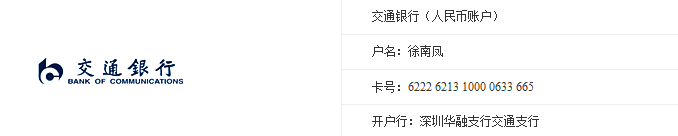 交通銀行
BANK OF COMMUNICATIONS
交通银行（人民币账户）
户名：徐南凤
卡号：6222 6213 1000 0633 665
开户行：深圳华融支行交通支行